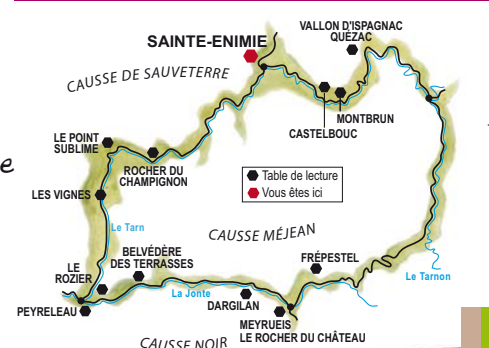 VALLON D'ISPAGNAC
QUÉZAC
SAINTE-ENIMIE
CAUSSE DE SAUVETERRE
MONTBRUN
CASTELBOUC
LE POINT
SUBLIME
e
ROCHER DU
CHAMPIGNON
Table de lecture
Vous êtes ici
LES VIGNES
Le Tarn
CAUSSE MÉJEAN
BELVÉDÈRE
DES TERRASSES
FRÉPESTEL
LE
ROZIER
Le Tarnon
La Jonte
PEYRELEAU
DARGILAN
MEYRUEIS
LE ROCHER DU CHÂTEAU
CAUSSE NOIR